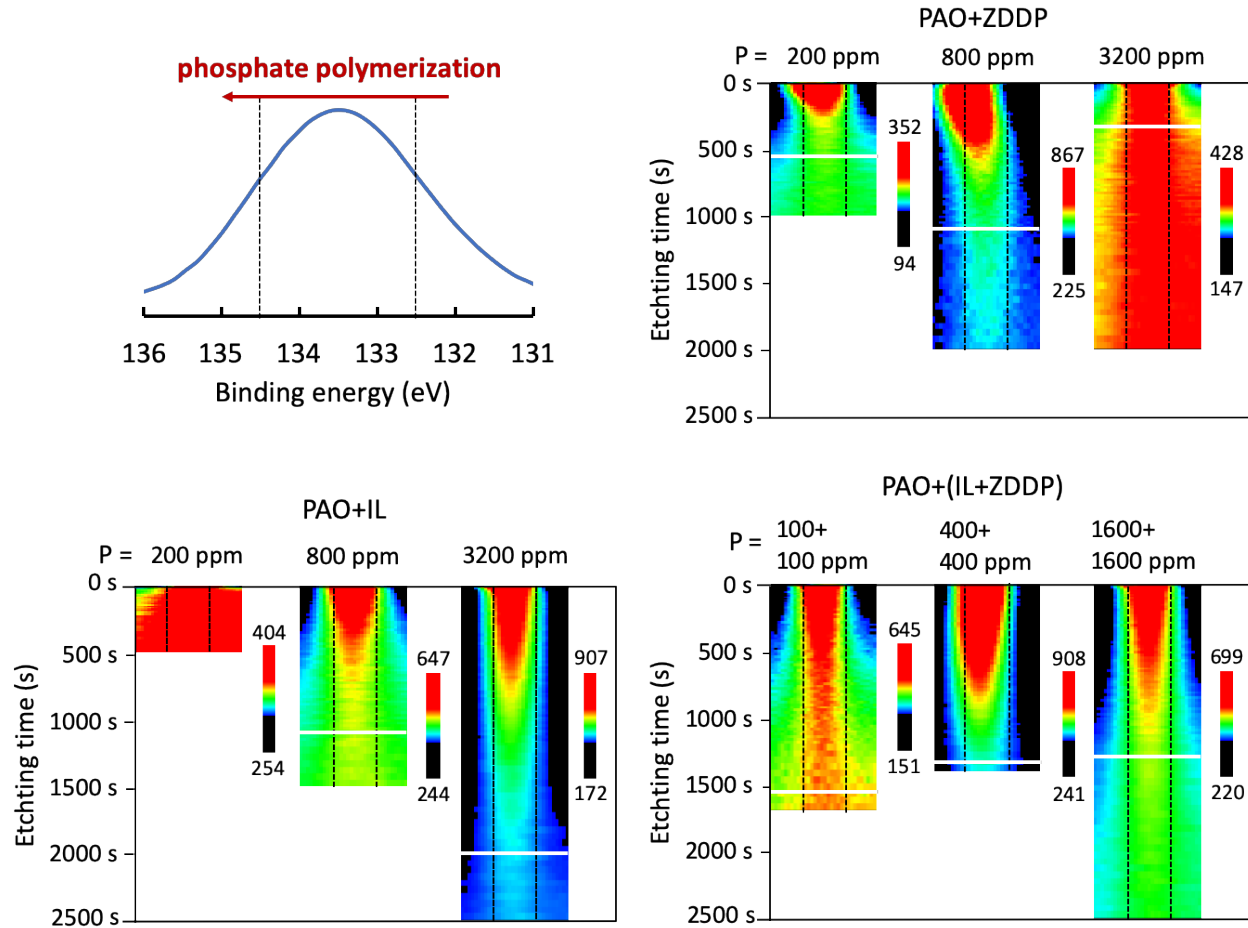 phosphate polymerization
136 135 134 133 132 131
Binding energy (eV)
PAO+ZDDP
P = 200 ppm 800 ppm 3200 ppm
0 s
500 s
1000 s
1500 s
2000 s
2500 s
Etchting time (s)
352
94
867
225
428
147
PAO+IL
P = 200 ppm 800 ppm 3200 ppm
0 s
500 s
1000 s
1500 s
2000 s
2500 s
Etchting time (s)
404
254
647
244
907
172
PAO+(IL+ZDDP)
P = 100+ 400+ 1600+
100 ppm 400 ppm 1600 ppm
0 s
500 s
1000 s
1500 s
2000 s
2500 s
Etchting time (s)
645
151
908
241
699
220